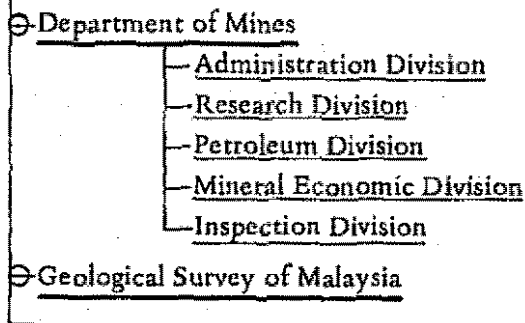 Department of Mines
Administration Division
Research Division
Petroleum Division
Mineral Economic Division
Inspection Division
Geological Survey of Malaysia